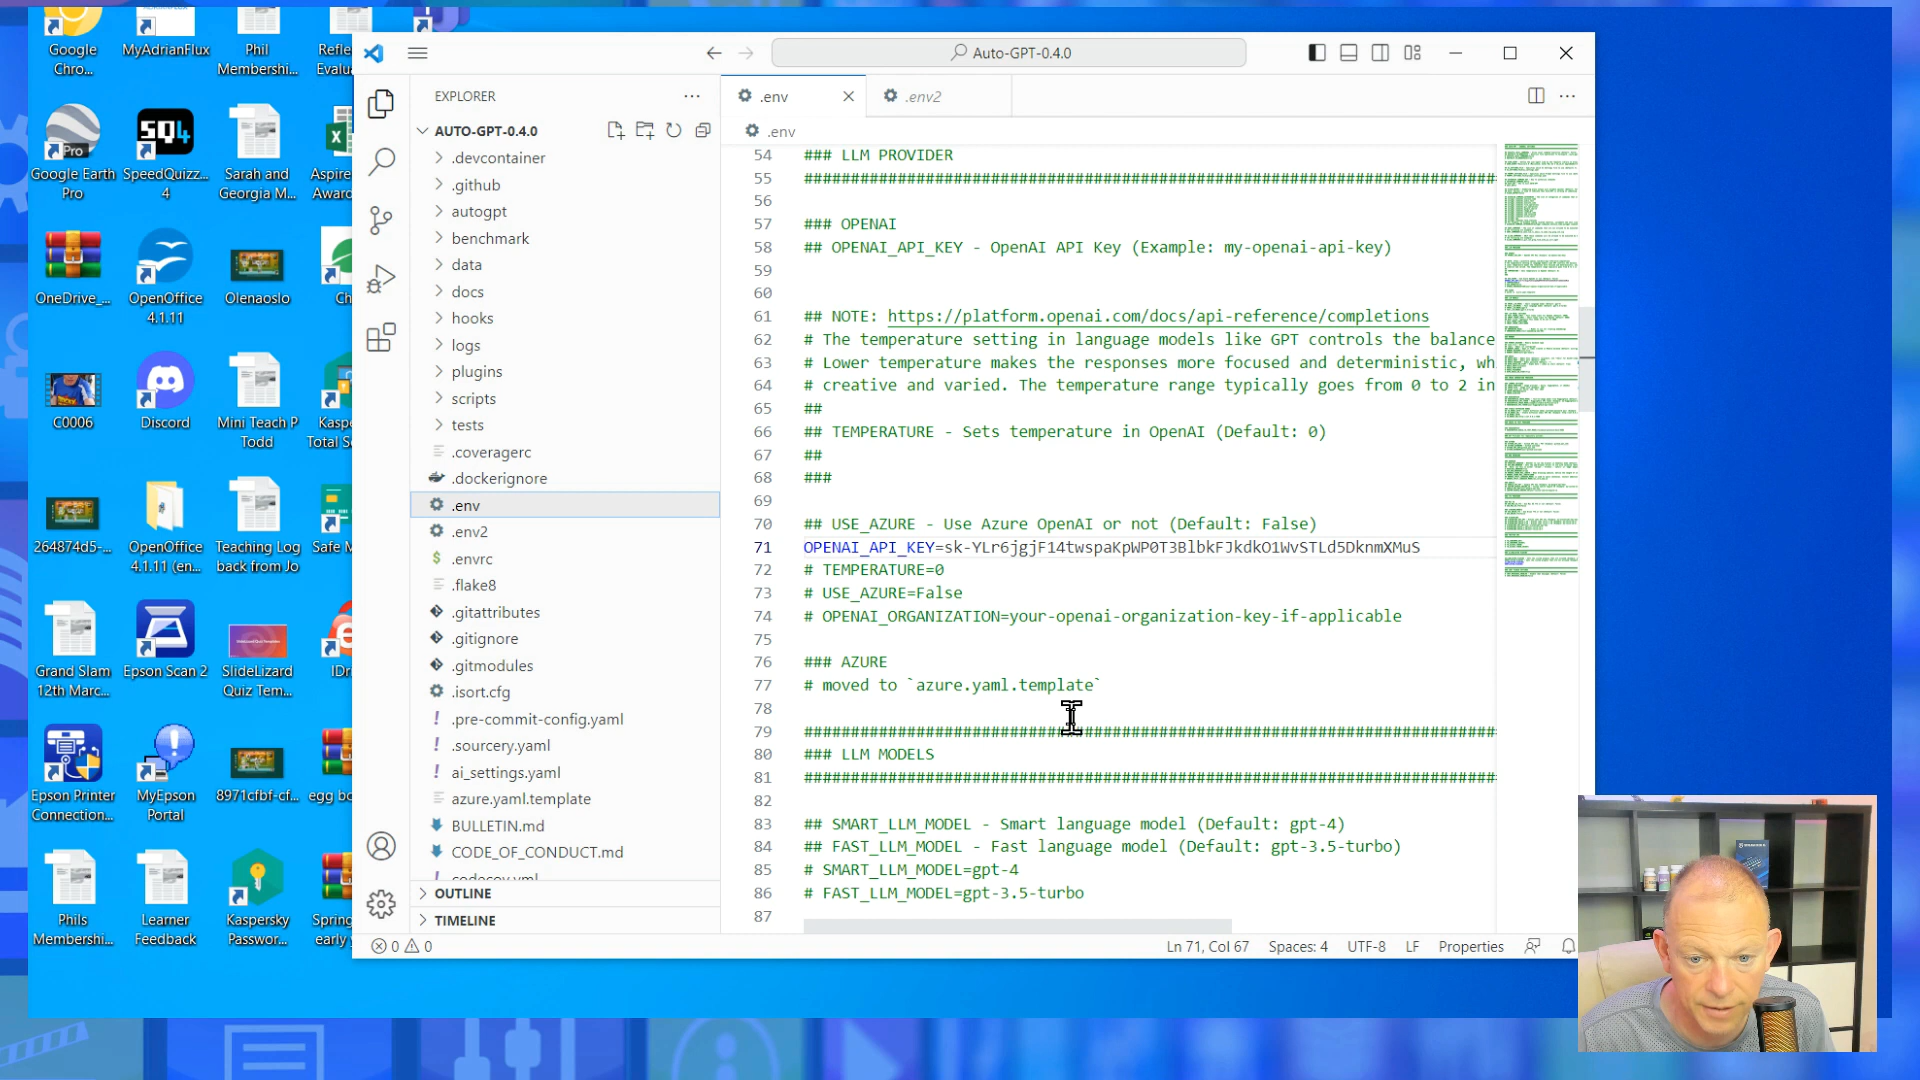 Google
Chro...
MyAdrianFlux
Phil
Membershi...
Refle
Evalu
Pro
Google Earth
Pro
SQ4
SpeedQuizz...
4
Sarah and
Georgia M...
Aspire
Awar
OneDrive_...
OpenOffice
4.1.11
Olenaoslo
Ch
C0006
Discord
Mini Teach P
Todd
Kasp
Total S
264874d5-...
OpenOffice
4.1.11 (en...
Teaching Log
back from Jo
Safe M
Grand Slam
12th Marc...
Epson Scan 2
SlideLizard
Quiz Tem...
IDri
Epson Printer
Connection...
MyEpson
Portal
8971cfbf-cf...
egg bo
Phils
Membershi...
Learner
Feedback
Kaspersky
Passwor...
Spring
early
Auto-GPT-0.4.0
EXPLORER
AUTO-GPT-0.4.0
.devcontainer
.github
autogpt
benchmark
data
docs
hooks
logs
plugins
scripts
tests
.coveragerc
.dockerignore
.env
.env2
.envrc
.flake8
.gitattributes
.gitignore
.gitmodules
.isort.cfg
.pre-commit-config.yaml
.sourcery.yaml
ai_settings.yaml
azure.yaml.template
BULLETIN.md
CODE_OF_CONDUCT.md
codecov.yml
OUTLINE
TIMELINE
.env
.env2
.env
54 ### LLM PROVIDER
55 ################################################################################
56
57 ### OPENAI
58 ## OPENAI_API_KEY - OpenAI API Key (Example: my-openai-api-key)
59
60
61 ## NOTE: https://platform.openai.com/docs/api-reference/completions
62 # The temperature setting in language models like GPT controls the balance
63 # Lower temperature makes the responses more focused and deterministic, wh
64 # creative and varied. The temperature range typically goes from 0 to 2 in
65 ##
66 ## TEMPERATURE - Sets temperature in OpenAI (Default: 0)
67 ##
68 ###
69
70 ## USE_AZURE - Use Azure OpenAI or not (Default: False)
71 OPENAI_API_KEY=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
72 # TEMPERATURE=0
73 # USE_AZURE=False
74 # OPENAI_ORGANIZATION=your-openai-organization-key-if-applicable
75
76 ### AZURE
77 # moved to `azure.yaml.template`
78
79 ################################################################################
80 ### LLM MODELS
81 ################################################################################
82
83 ## SMART_LLM_MODEL - Smart language model (Default: gpt-4)
84 ## FAST_LLM_MODEL - Fast language model (Default: gpt-3.5-turbo)
85 # SMART_LLM_MODEL=gpt-4
86 # FAST_LLM_MODEL=gpt-3.5-turbo
87
0 0
Ln 71, Col 67 Spaces: 4 UTF-8 LF Properties